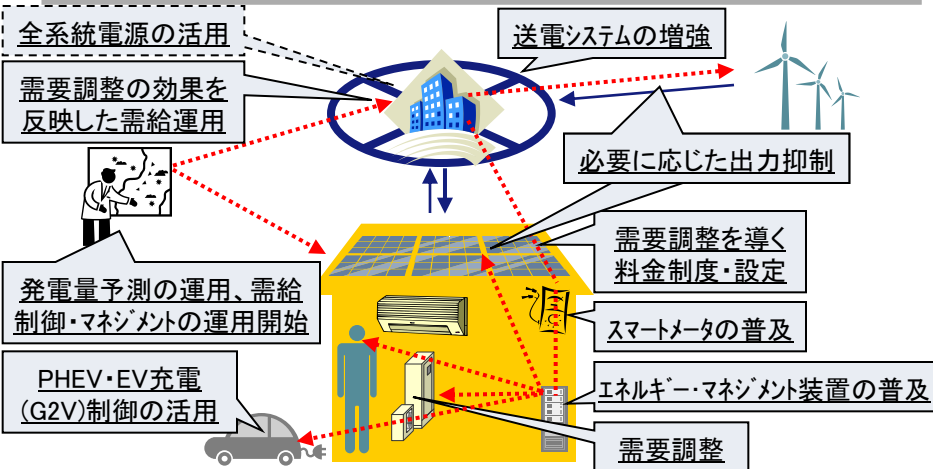 全系統電源の活用
送電システムの増強
需要調整の効果を
反映した需給運用
必要に応じた出力抑制
需要調整を導く
料金制度・設定
発電量予測の運用、需給
制御・マネジメントの運用開始
スマートメータの普及
PHEV・EV充電
(G2V)制御の活用
エネルギー・マネジメント装置の普及
需要調整